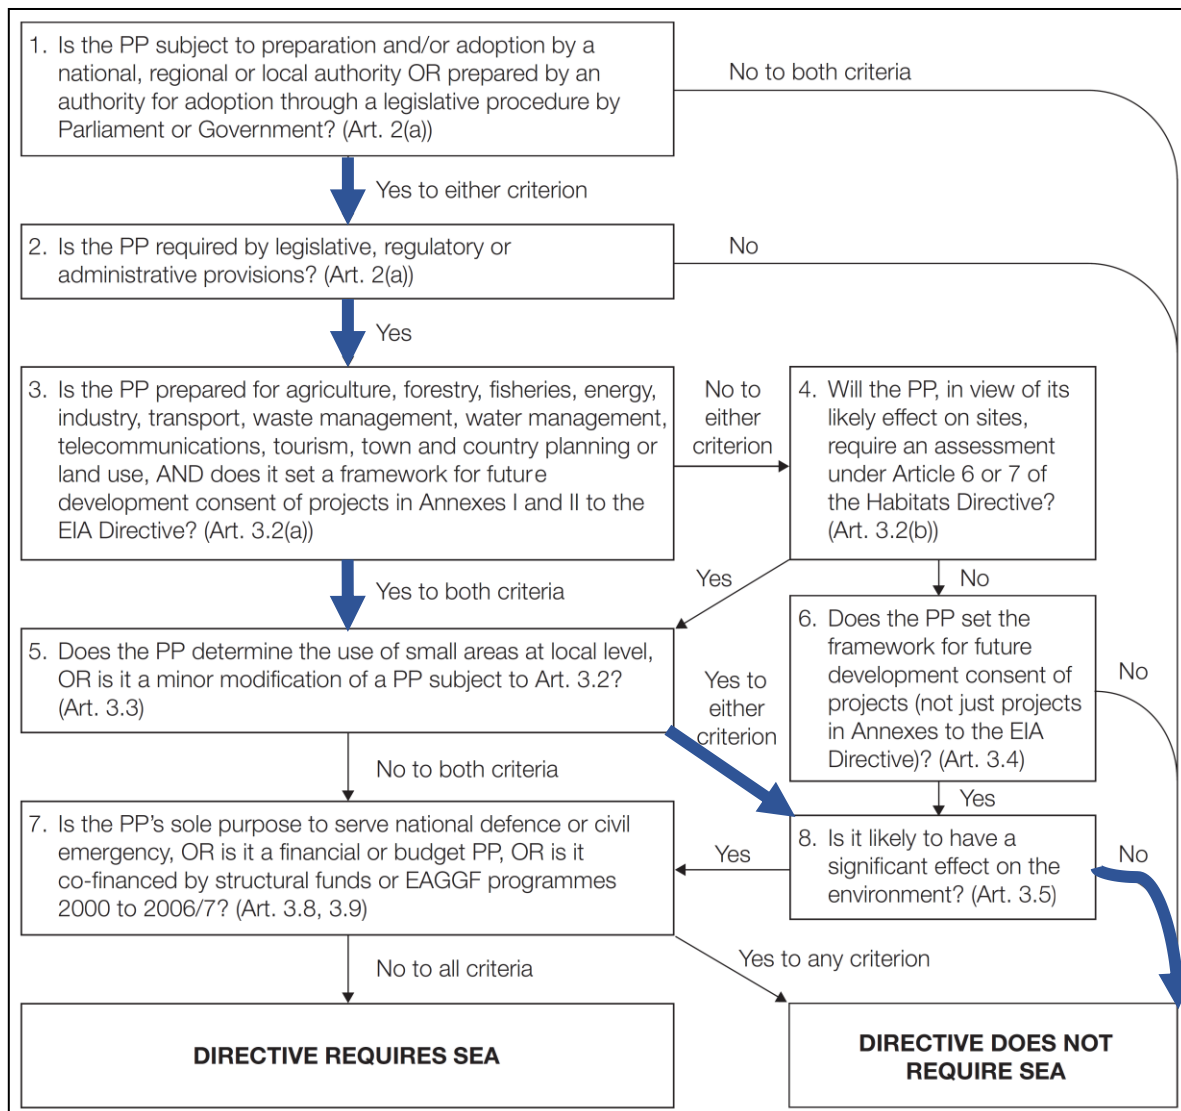 1. Is the PP subject to preparation and/or adoption by a
national, regional or local authority OR prepared by an
authority for adoption through a legislative procedure by
Parliament or Government? (Art. 2(a))
No to both criteria
Yes to either criterion
2. Is the PP required by legislative, regulatory or
administrative provisions? (Art. 2(a))
No
Yes
3. Is the PP prepared for agriculture, forestry, fisheries, energy,
industry, transport, waste management, water management,
telecommunications, tourism, town and country planning or
land use, AND does it set a framework for future
development consent of projects in Annexes I and II to the
EIA Directive? (Art. 3.2(a))
No to
either
criterion
4. Will the PP, in view of its
likely effect on sites,
require an assessment
under Article 6 or 7 of
the Habitats Directive?
(Art. 3.2(b))
Yes to both criteria
Yes
No
5. Does the PP determine the use of small areas at local level,
OR is it a minor modification of a PP subject to Art. 3.2?
(Art. 3.3)
Yes to
either
criterion
6. Does the PP set the
framework for future
development consent of
projects (not just projects
in Annexes to the EIA
Directive)? (Art. 3.4)
No
No to both criteria
Yes
7. Is the PP's sole purpose to serve national defence or civil
emergency, OR is it a financial or budget PP, OR is it
co-financed by structural funds or EAGGF programmes
2000 to 2006/7? (Art. 3.8, 3.9)
Yes
8. Is it likely to have a
significant effect on the
environment? (Art. 3.5)
No
No to all criteria
Yes to any criterion
DIRECTIVE REQUIRES SEA
DIRECTIVE DOES NOT
REQUIRE SEA